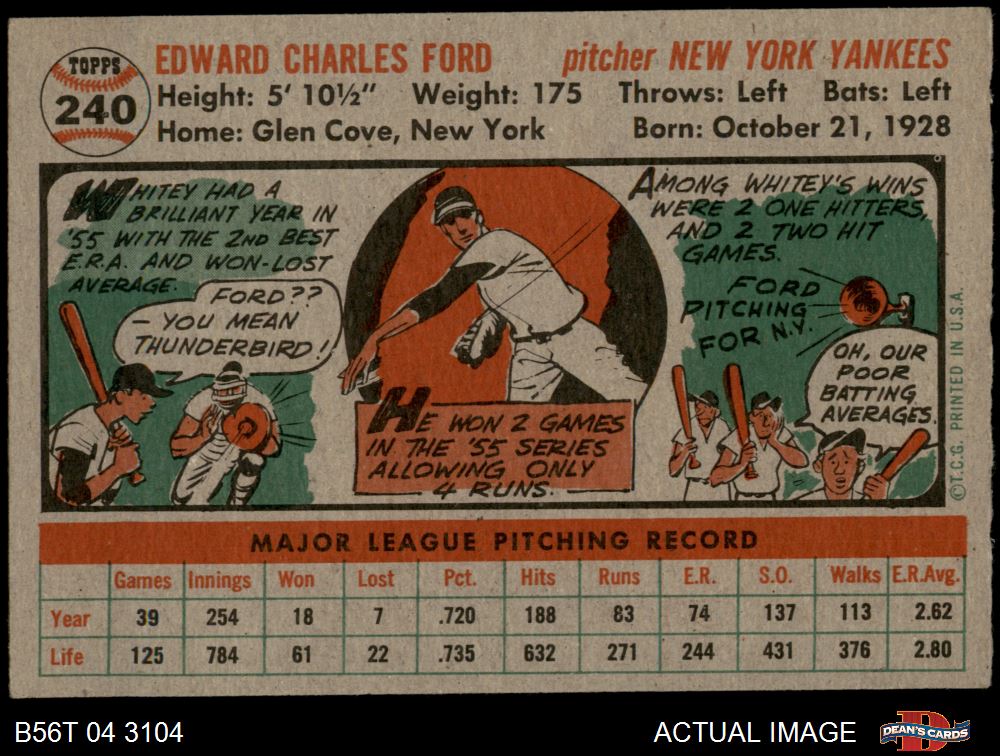 TOPPS
240
EDWARD CHARLES FORD pitcher NEW YORK YANKEES
Height: 5' 10½" Weight: 175 Throws: Left Bats: Left
Home: Glen Cove, New York Born: October 21, 1928
WHITEY HAD A
BRILLIANT YEAR IN
'55 WITH THE 2ND BEST
E.R.A. AND WON-LOST
AVERAGE.
FORD??
- YOU MEAN
THUNDERBIRD!
HE WON 2 GAMES
IN THE '55 SERIES
ALLOWING ONLY
4 RUNS.
AMONG WHITEY'S WINS
WERE 2 ONE HITTERS,
AND 2 TWO HIT
GAMES.
FORD
PITCHING
FOR N.Y.
OH, OUR
POOR
BATTING
AVERAGES.
©T.C.G. PRINTED IN U.S.A.
MAJOR LEAGUE PITCHING RECORD
Games Innings Won Lost Pct. Hits Runs E.R. S.O. Walks E.R.Avg.
Year 39 254 18 7 .720 188 83 74 137 113 2.62
Life 125 784 61 22 .735 632 271 244 431 376 2.80
B56T 04 3104 ACTUAL IMAGE DEAN'S CARDS